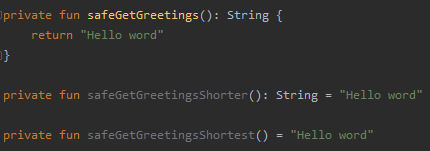 private fun safeGetGreetings(): String {
    return "Hello word"
}
private fun safeGetGreetingsShorter(): String = "Hello word"
private fun safeGetGreetingsShortest() = "Hello word"